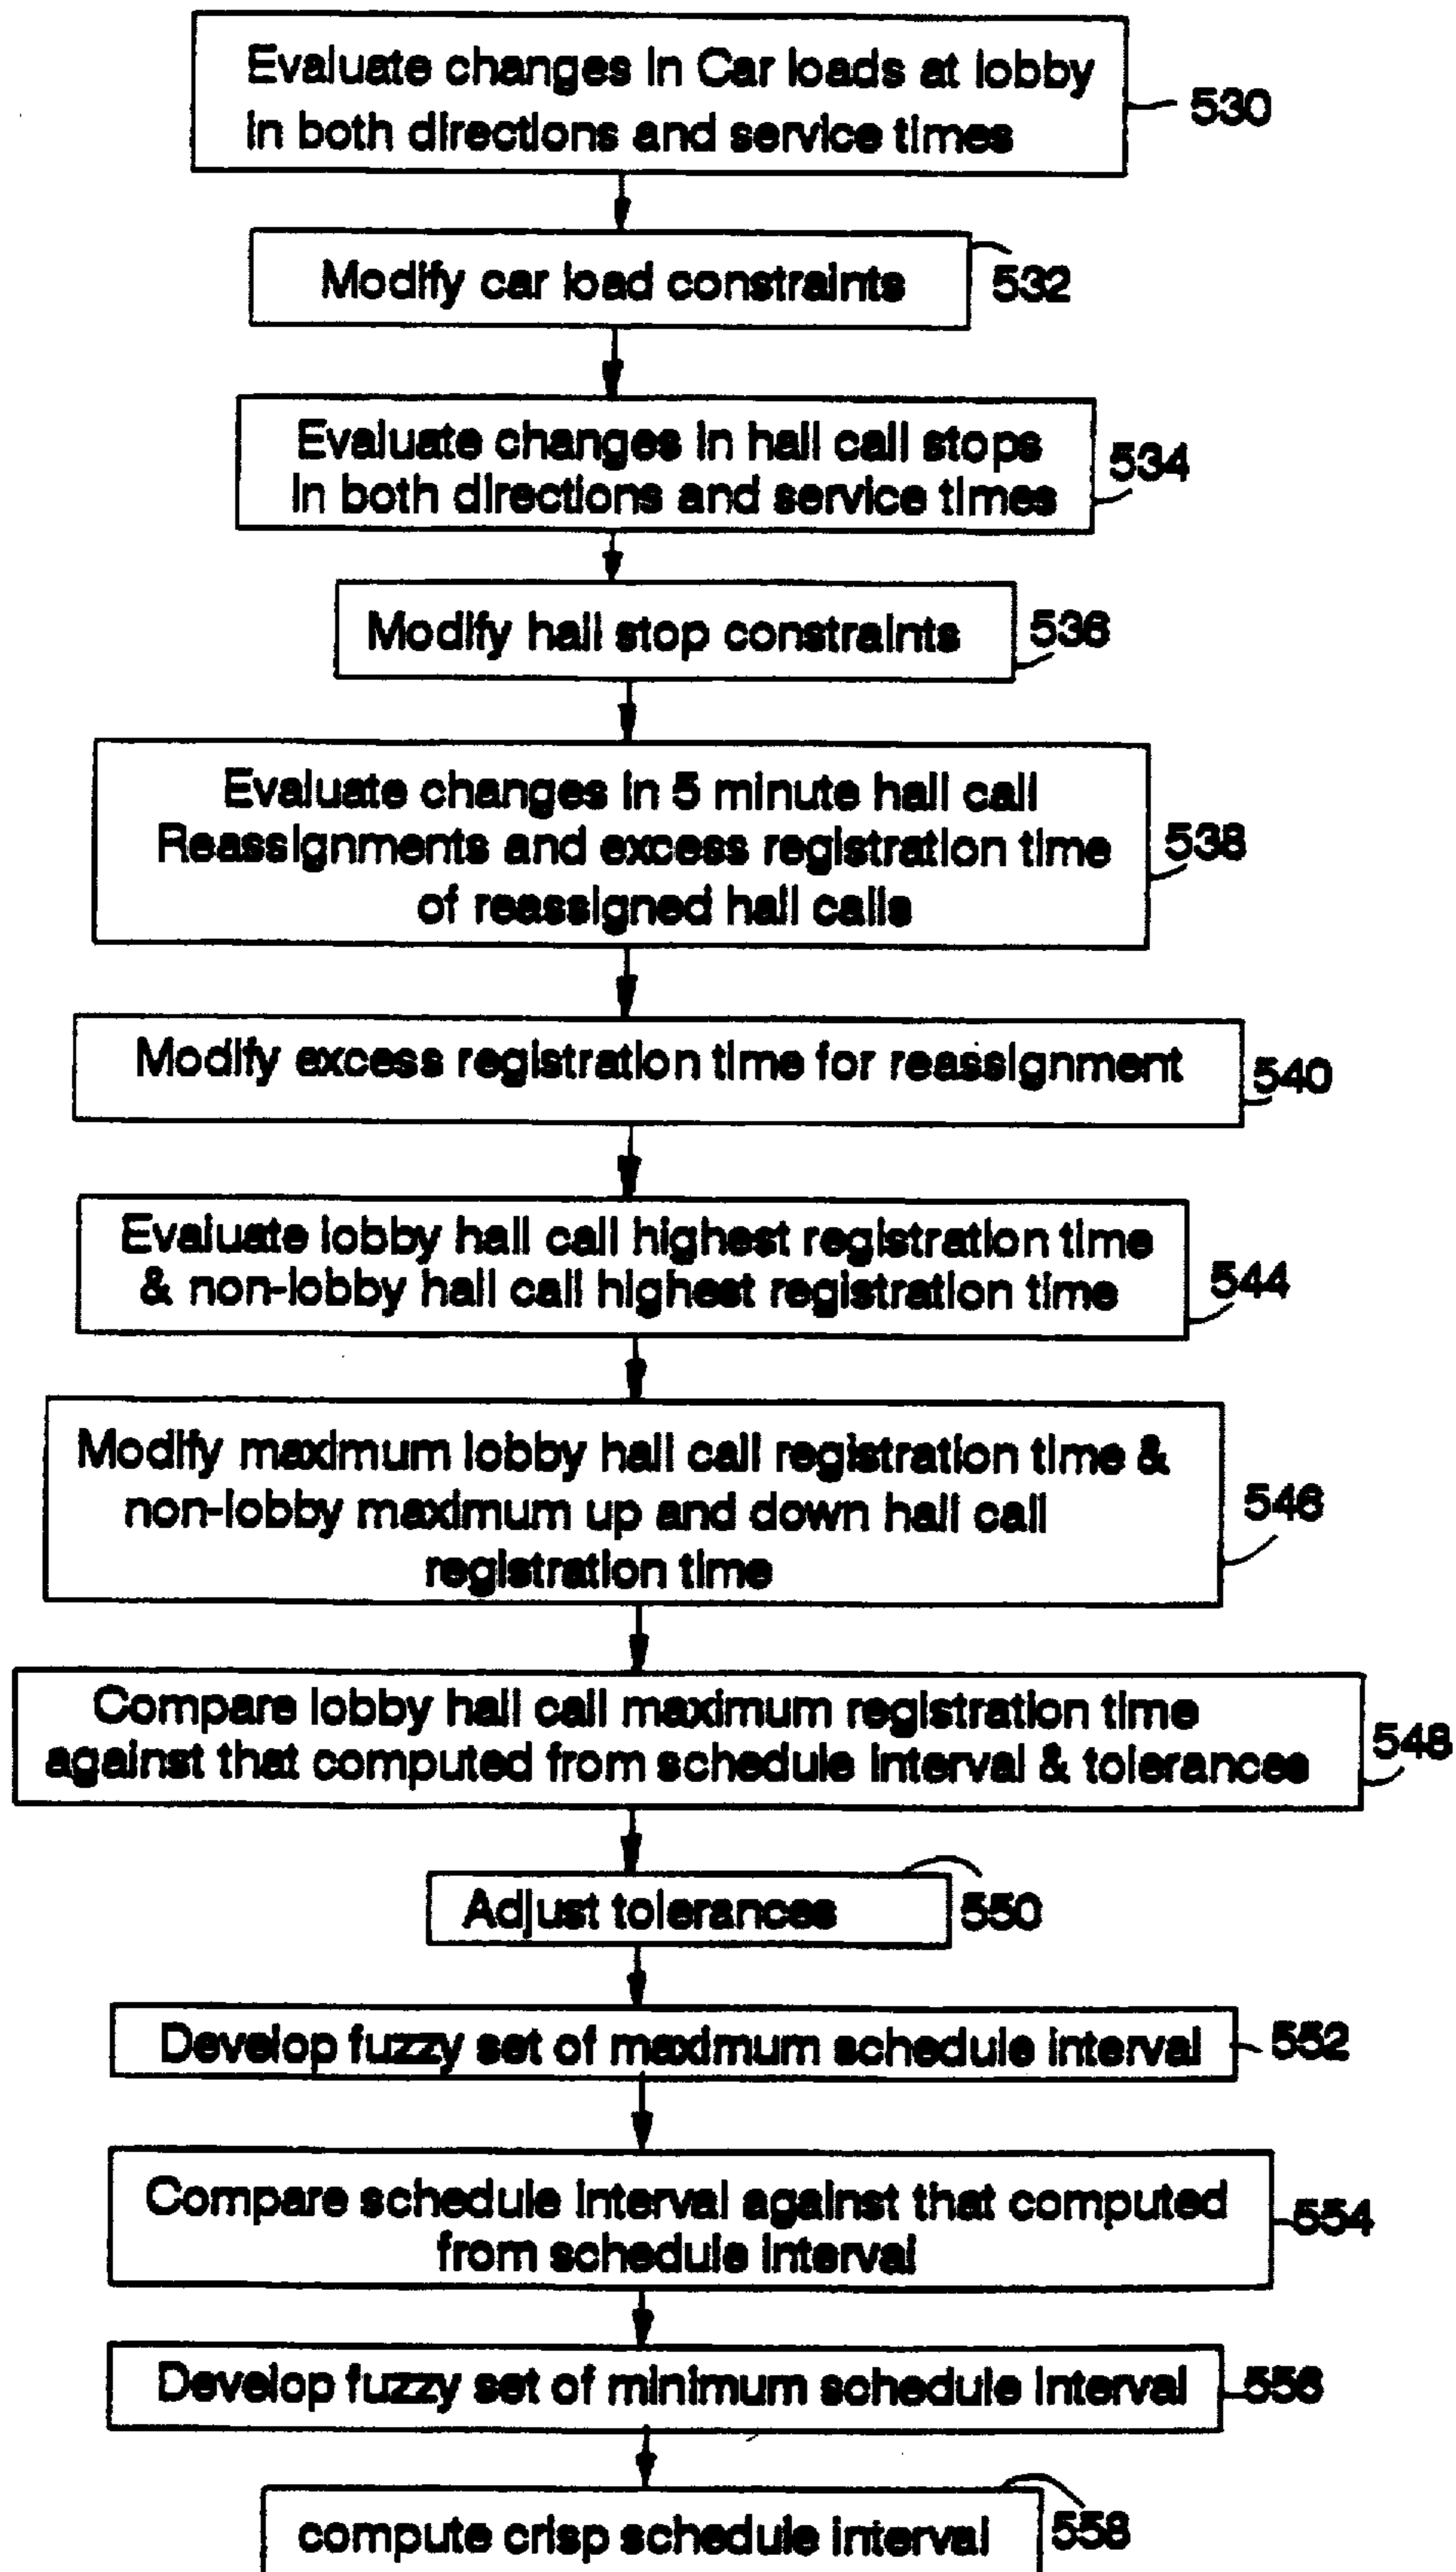 Evaluate changes in Car loads at lobby
in both directions and service times
530
Modify car load constraints
532
Evaluate changes in hall call stops
in both directions and service times
534
Modify hall stop constraints
536
Evaluate changes in 5 minute hall call
Reassignments and excess registration time
of reassigned hall calls
538
Modify excess registration time for reassignment
540
Evaluate lobby hall call highest registration time
& non-lobby hall call highest registration time
544
Modify maximum lobby hall call registration time &
non-lobby maximum up and down hall call
registration time
546
Compare lobby hall call maximum registration time
against that computed from schedule interval & tolerances
548
Adjust tolerances
550
Develop fuzzy set of maximum schedule interval
552
Compare schedule interval against that computed
from schedule interval
554
Develop fuzzy set of minimum schedule interval
556
compute crisp schedule interval
558